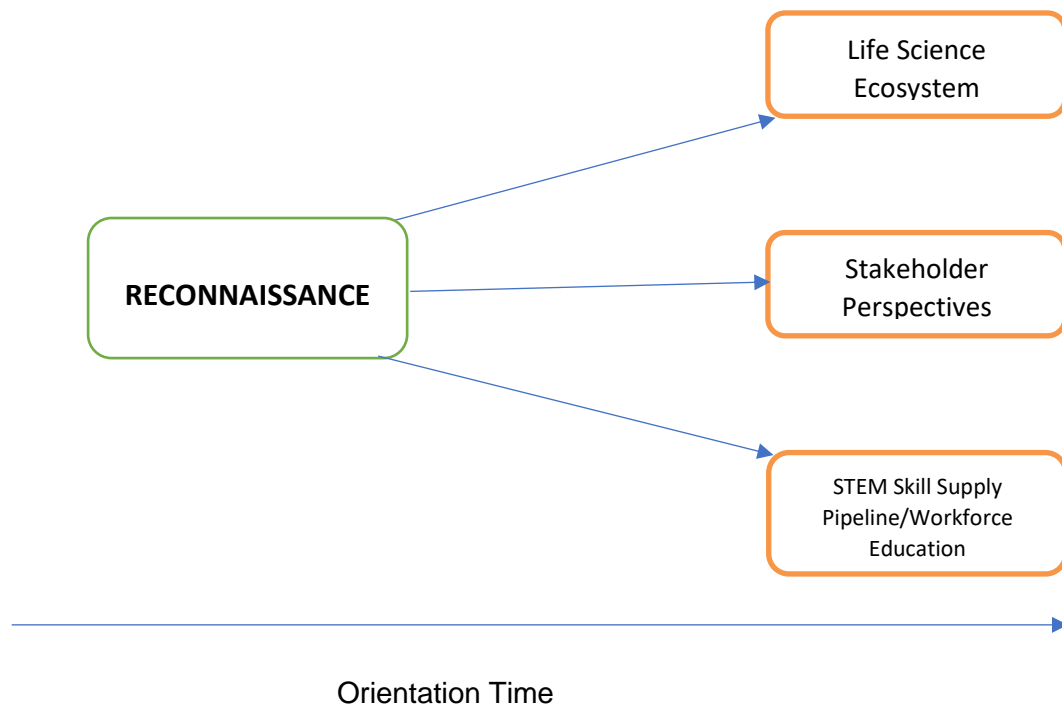 Life Science
Ecosystem
RECONNAISSANCE
Stakeholder
Perspectives
STEM Skill Supply
Pipeline/Workforce
Education
Orientation Time